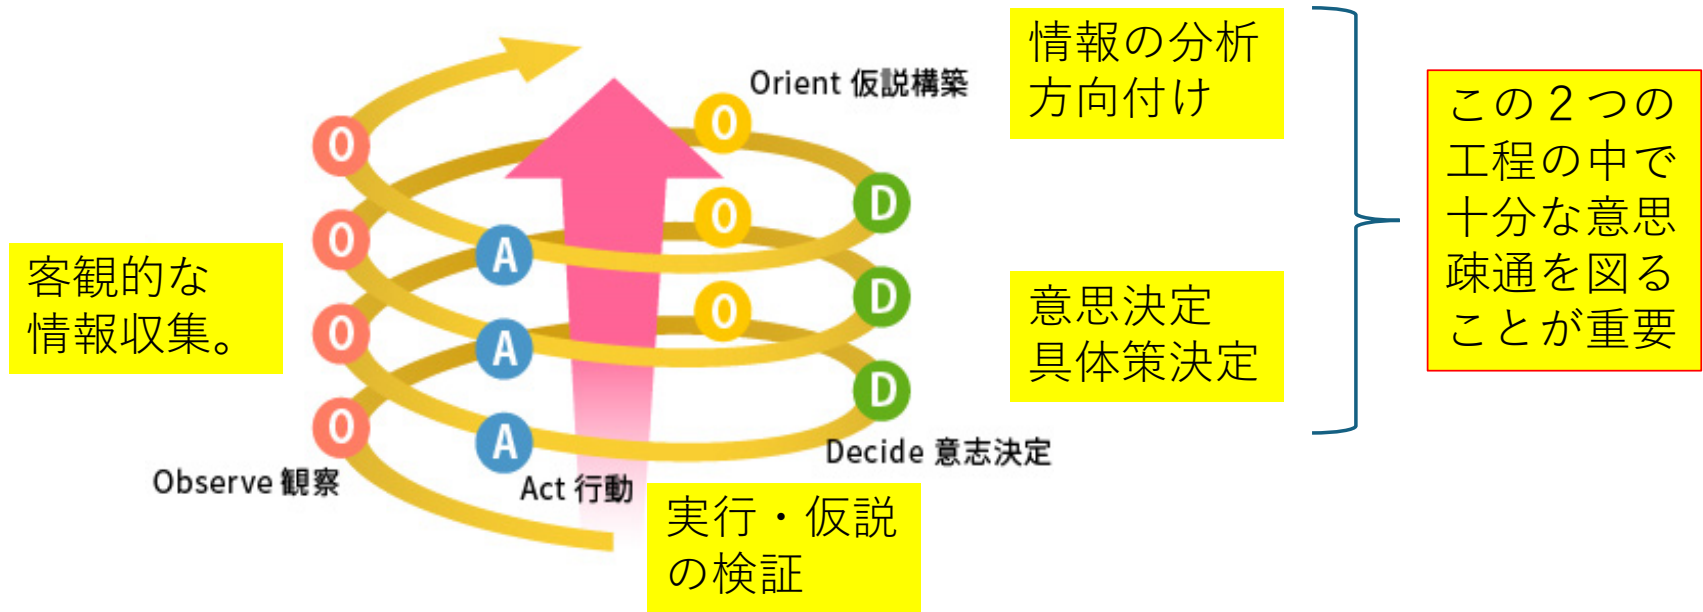 情報の分析
方向付け
Orient 仮説構築
この２つの
工程の中で
十分な意思
疎通を図る
ことが重要
O
O
O
D
O
A
D
O
O
A
D
O
A
客観的な
情報収集。
意思決定
具体策決定
Decide 意志決定
Observe 観察
Act 行動
実行・仮説
の検証